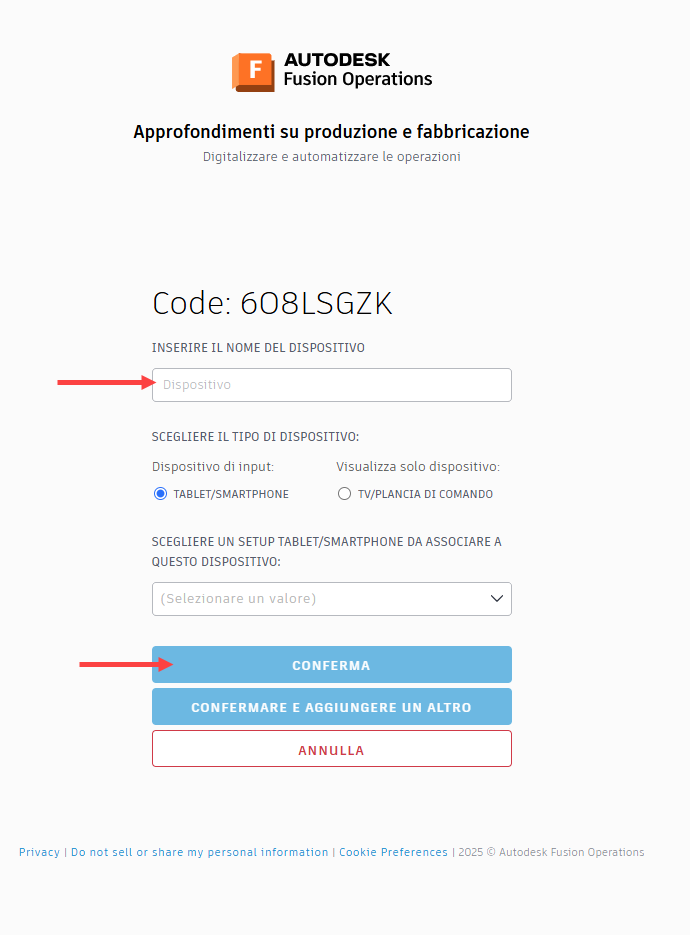 F
AUTODESK
Fusion Operations
Approfondimenti su produzione e fabbricazione
Digitalizzare e automatizzare le operazioni
Code: 6O8LSGZK
INSERIRE IL NOME DEL DISPOSITIVO
Dispositivo
SCEGLIERE IL TIPO DI DISPOSITIVO:
Dispositivo di input: Visualizza solo dispositivo:
TABLET/SMARTPHONE TV/PLANCIA DI COMANDO
SCEGLIERE UN SETUP TABLET/SMARTPHONE DA ASSOCIARE A
QUESTO DISPOSITIVO:
(Selezionare un valore)
CONFERMA
CONFERMARE E AGGIUNGERE UN ALTRO
ANNULLA
Privacy | Do not sell or share my personal information | Cookie Preferences | 2025 © Autodesk Fusion Operations